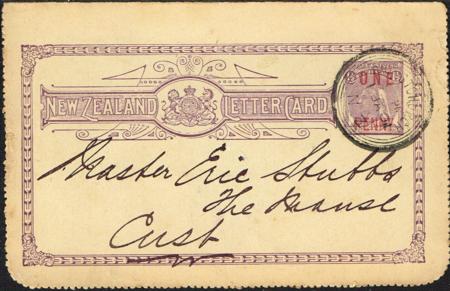 NEW ZEALAND LETTER CARD
ONE
PENNY
Master Eric Stubbs
The Manse
Cust